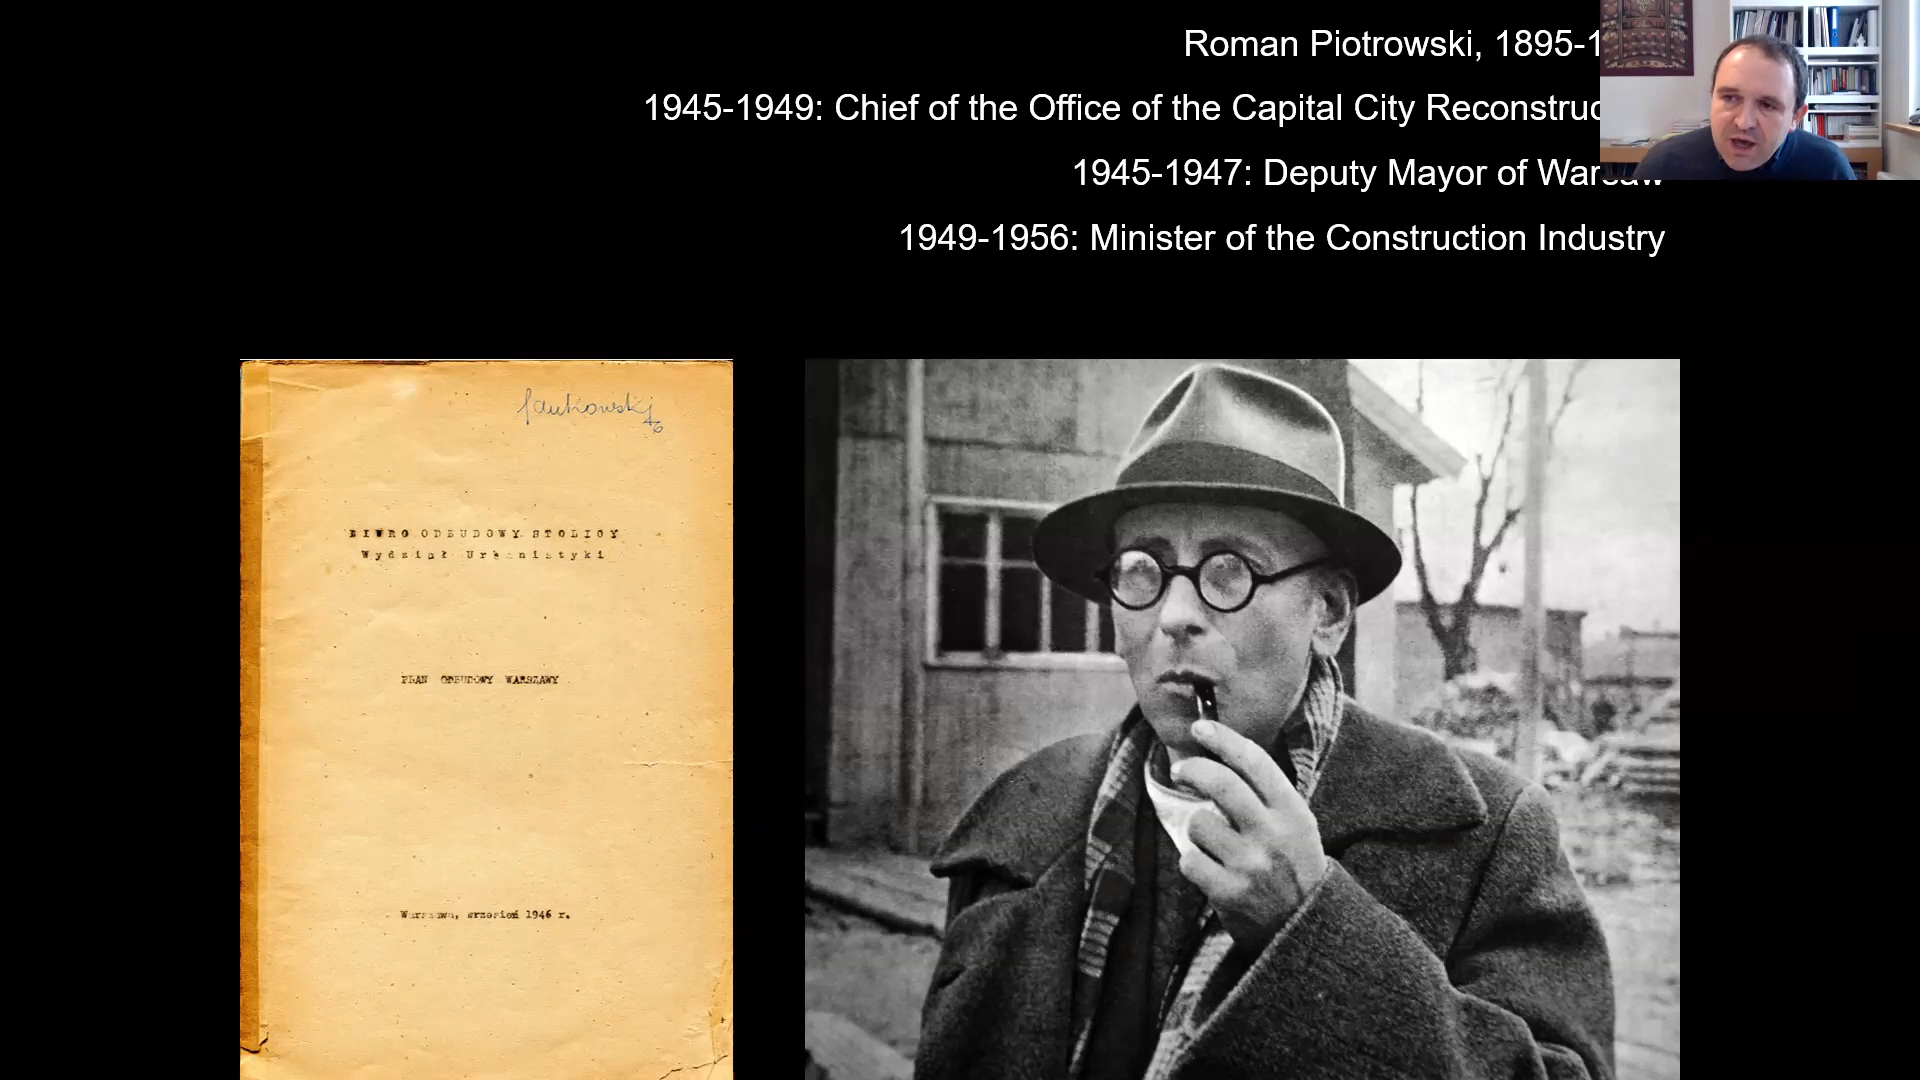 Roman Piotrowski, 1895-1
1945-1949: Chief of the Office of the Capital City Reconstruc
1945-1947: Deputy Mayor of Warsaw
1949-1956: Minister of the Construction Industry
BIURO ODBUDOWY STOLICY
Wydział Urbanistyki
PLAN ODBUDOWY WARSZAWY
Warszawa, wrzesień 1946 r.